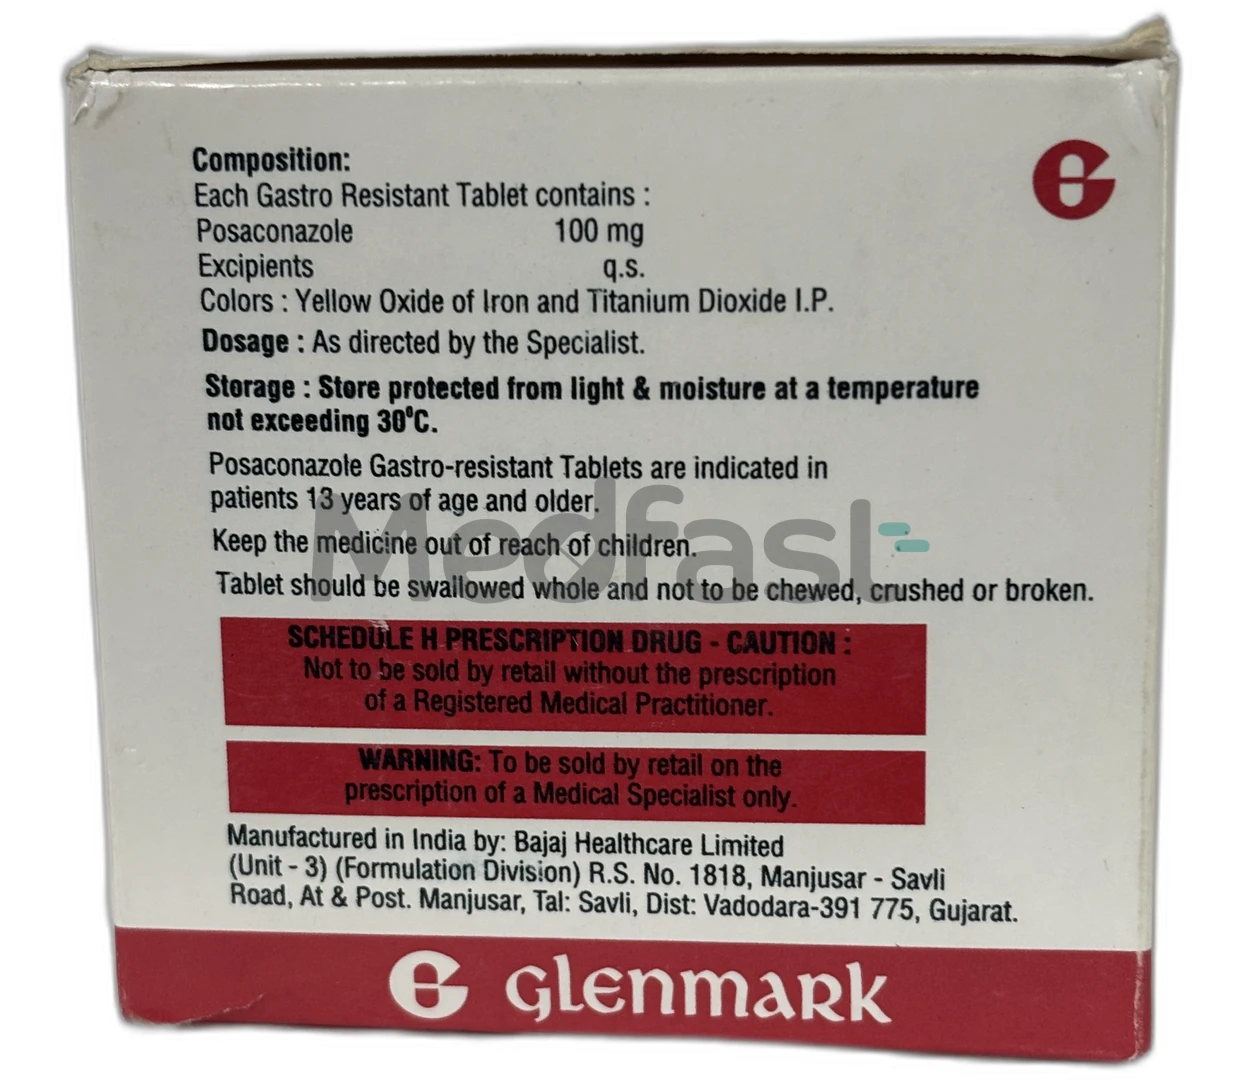 Composition:
Each Gastro Resistant Tablet contains :
Posaconazole 100 mg
Excipients q.s.
Colors : Yellow Oxide of Iron and Titanium Dioxide I.P.
Dosage : As directed by the Specialist.
Storage : Store protected from light & moisture at a temperature
not exceeding 30°C.
Posaconazole Gastro-resistant Tablets are indicated in
patients 13 years of age and older.
Medfast
Keep the medicine out of reach of children.
Tablet should be swallowed whole and not to be chewed, crushed or broken.
SCHEDULE H PRESCRIPTION DRUG - CAUTION :
Not to be sold by retail without the prescription
of a Registered Medical Practitioner.
WARNING: To be sold by retail on the
prescription of a Medical Specialist only.
Manufactured in India by: Bajaj Healthcare Limited
(Unit - 3) (Formulation Division) R.S. No. 1818, Manjusar - Savli
Road, At & Post. Manjusar, Tal: Savli, Dist: Vadodara-391 775, Gujarat.
G glenmark